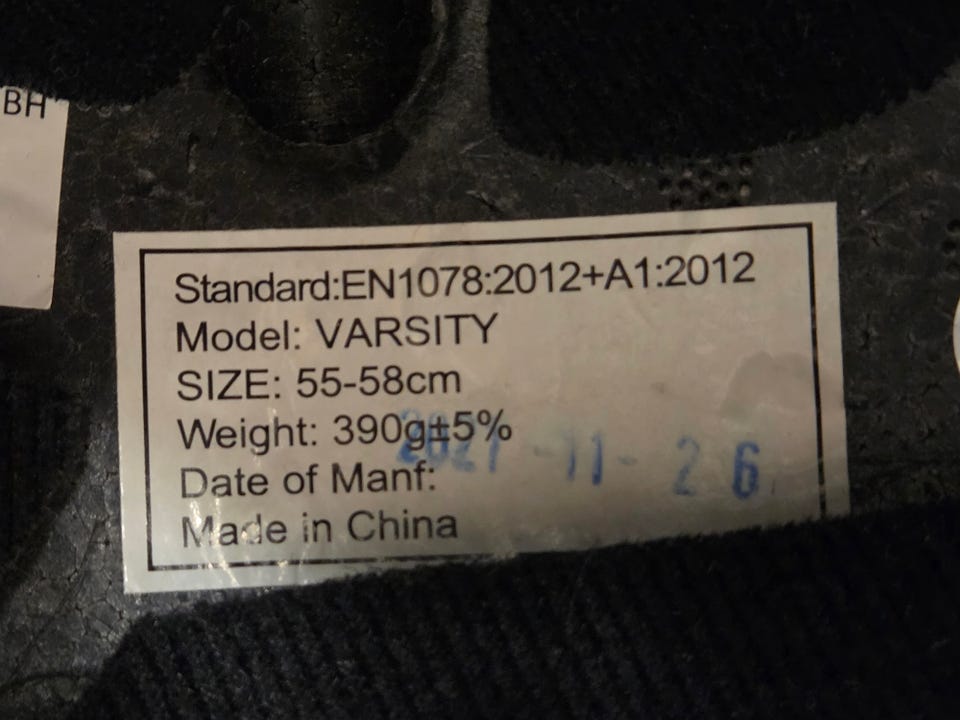 BH
Standard:EN1078:2012+A1:2012
Model: VARSITY
SIZE: 55-58cm
Weight: 390g±5%
2021-11-26
Date of Manf:
Made in China